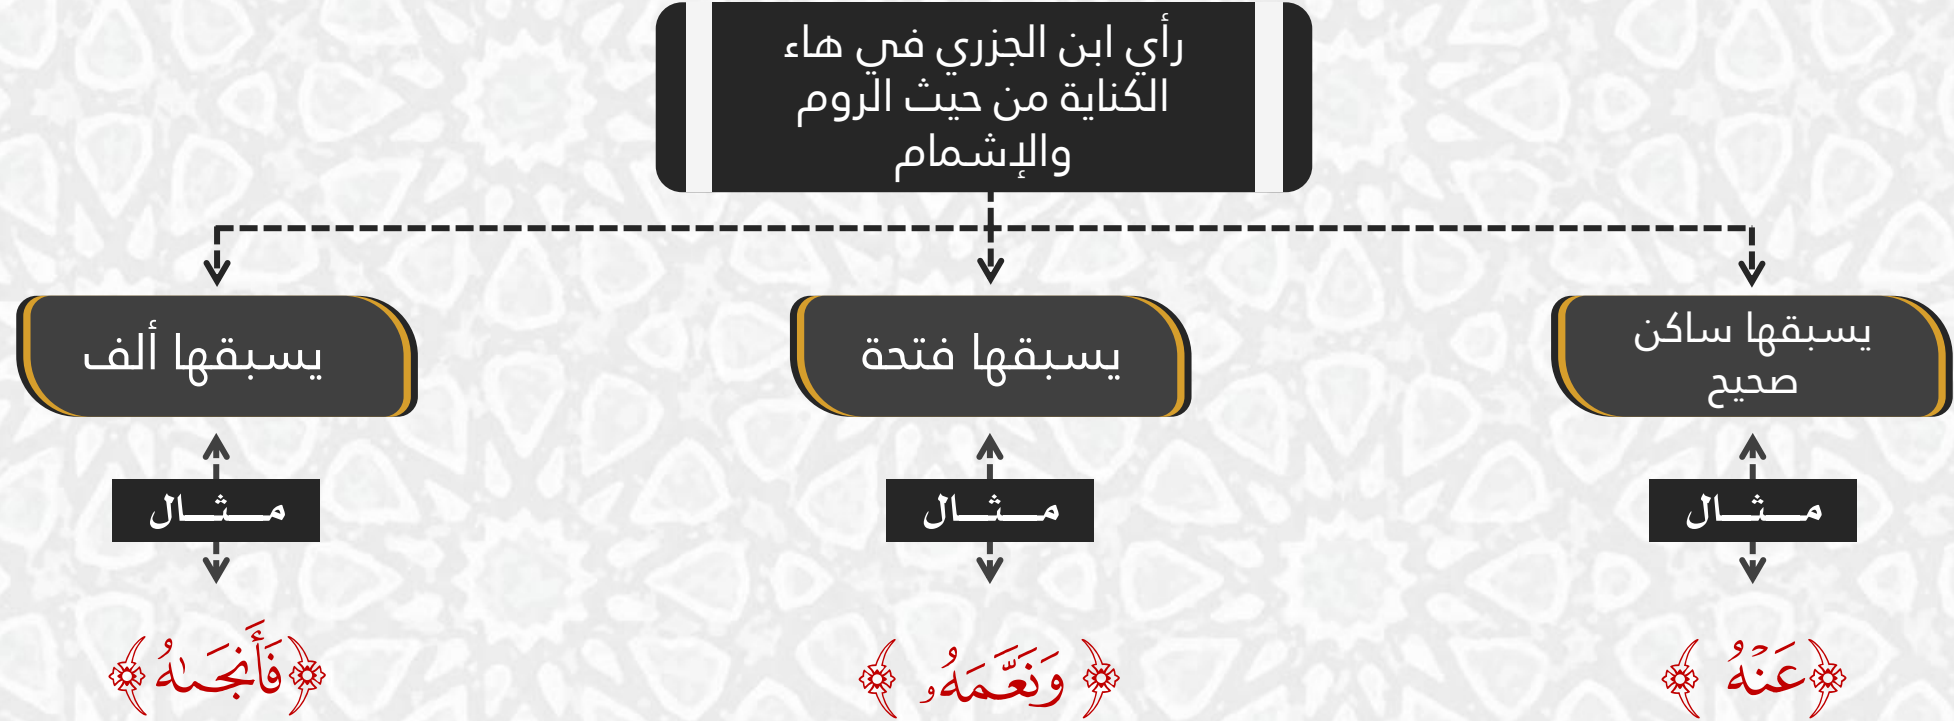 رأي ابن الجزري في هاء
الكناية من حيث الروم
والإشمام
يسبقها ساكن
صحيح
يسبقها فتحة
يسبقها ألف
مـــثـــال
مـــثـــال
مـــثـــال
﴿عَنۡهُ ﴾
﴿ وَنَعَّمَهُۥ ﴾
﴿فَأَنجَىٰهُ﴾